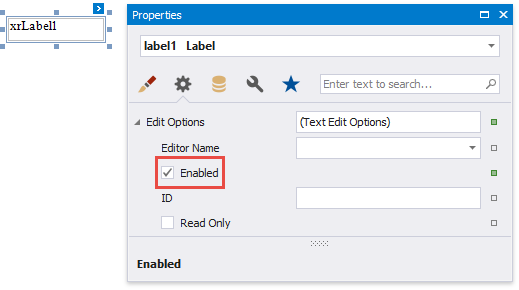 xrLabel1
Properties
label1 Label
Enter text to search...
Edit Options (Text Edit Options)
Editor Name
Enabled
ID
Read Only
Enabled